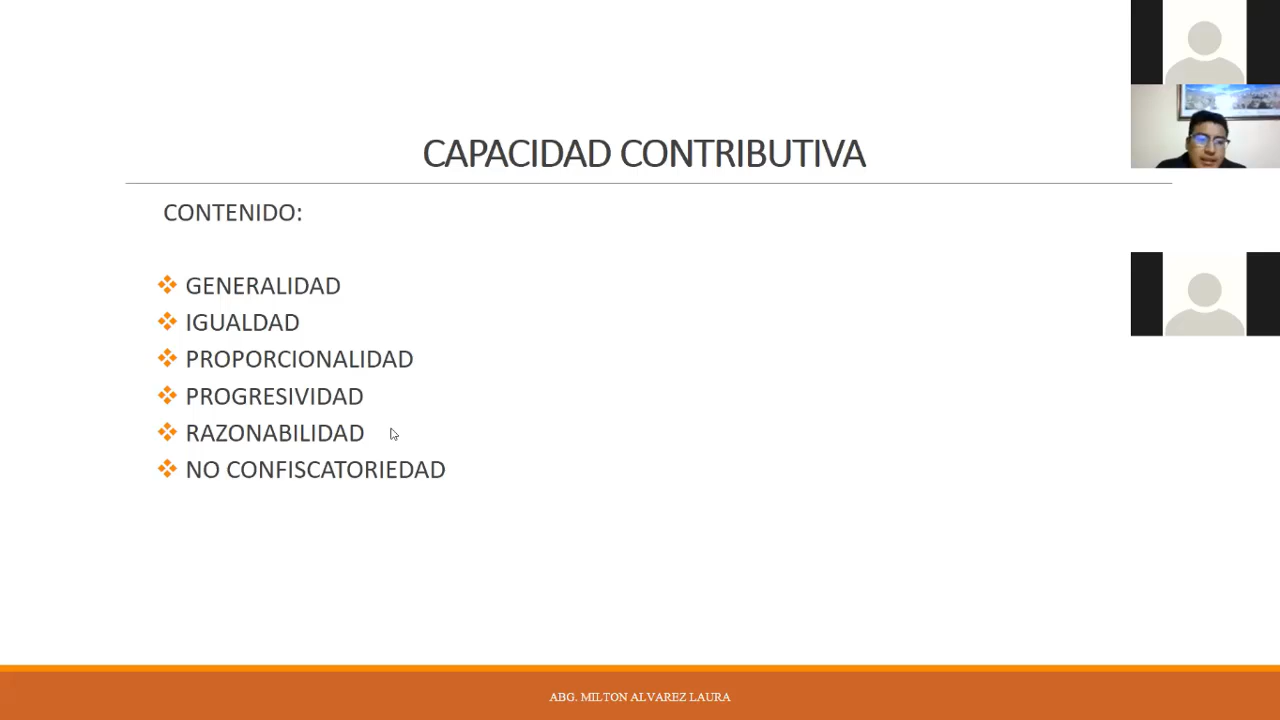 CAPACIDAD CONTRIBUTIVA
CONTENIDO:
GENERALIDAD
IGUALDAD
PROPORCIONALIDAD
PROGRESIVIDAD
RAZONABILIDAD
NO CONFISCATORIEDAD
ABG. MILTON ALVAREZ LAURA